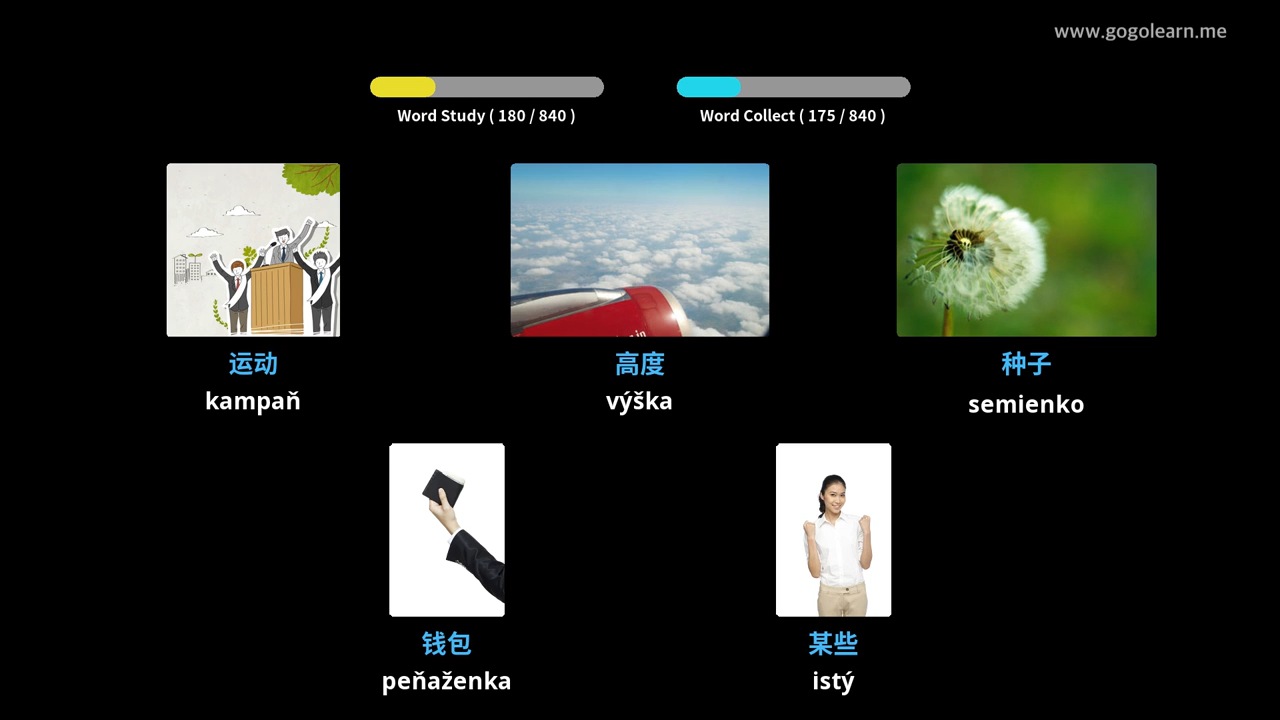 www.gogolearn.me
Word Study ( 180 / 840 )
Word Collect ( 175 / 840 )
运动
kampaň
高度
výška
种子
semienko
钱包
peňaženka
某些
istý